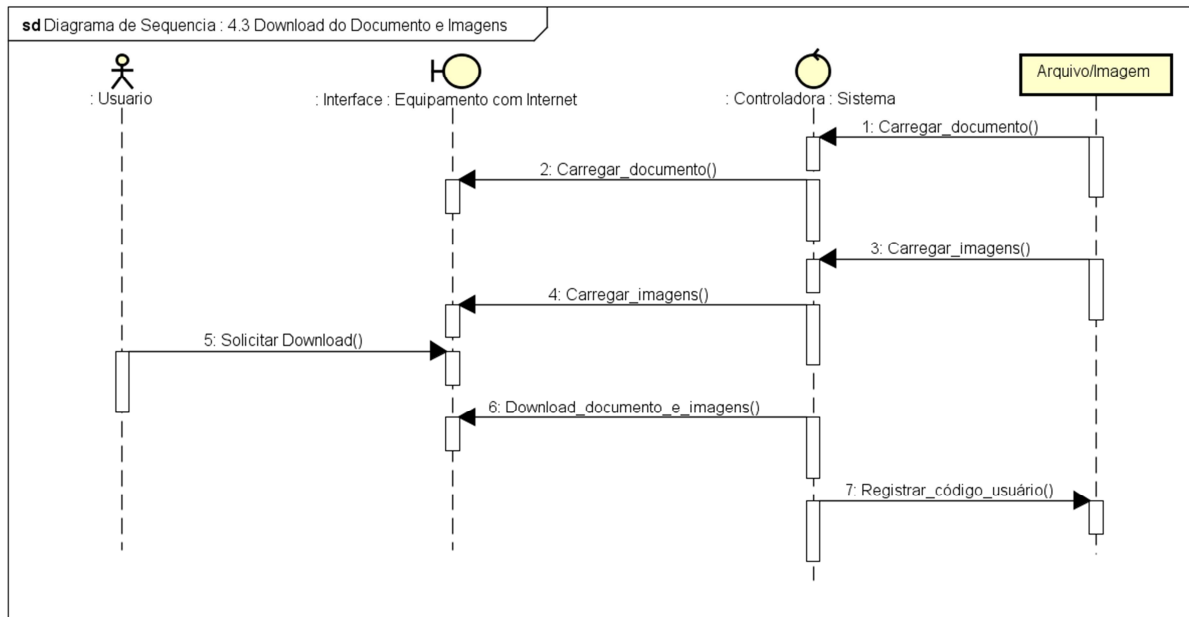 sd Diagrama de Sequencia : 4.3 Download do Documento e Imagens
: Usuario
: Interface : Equipamento com Internet
: Controladora : Sistema
Arquivo/Imagem
1: Carregar_documento()
2: Carregar_documento()
3: Carregar_imagens()
4: Carregar_imagens()
5: Solicitar Download()
6: Download_documento_e_imagens()
7: Registrar_código_usuário()